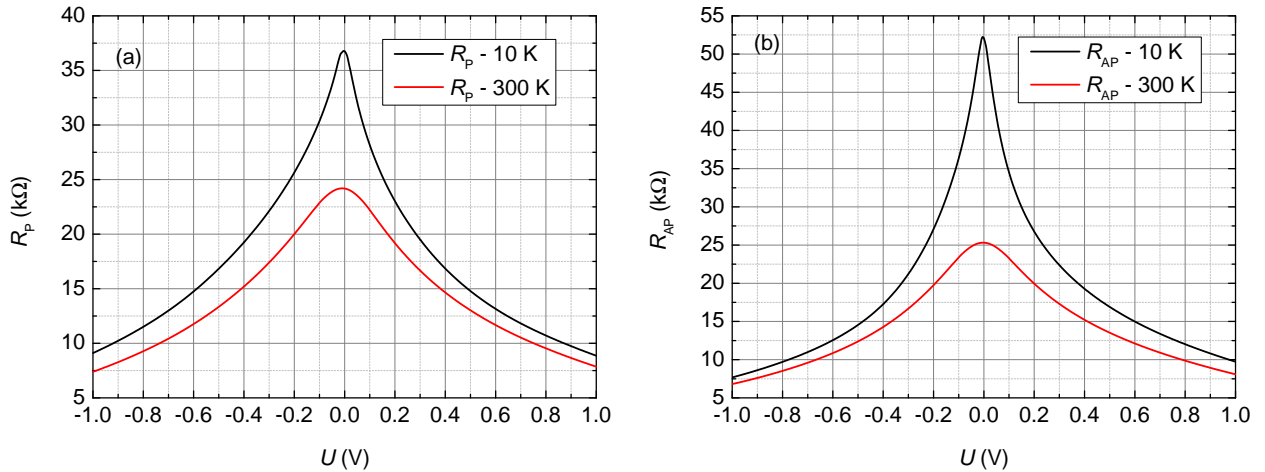 (a)
R_P - 10 K
R_P - 300 K
40
35
30
25
20
15
10
5
R_P (kΩ)
-1.0 -0.8 -0.6 -0.4 -0.2 0.0 0.2 0.4 0.6 0.8 1.0
U (V)
(b)
R_AP - 10 K
R_AP - 300 K
55
50
45
40
35
30
25
20
15
10
5
R_AP (kΩ)
-1.0 -0.8 -0.6 -0.4 -0.2 0.0 0.2 0.4 0.6 0.8 1.0
U (V)